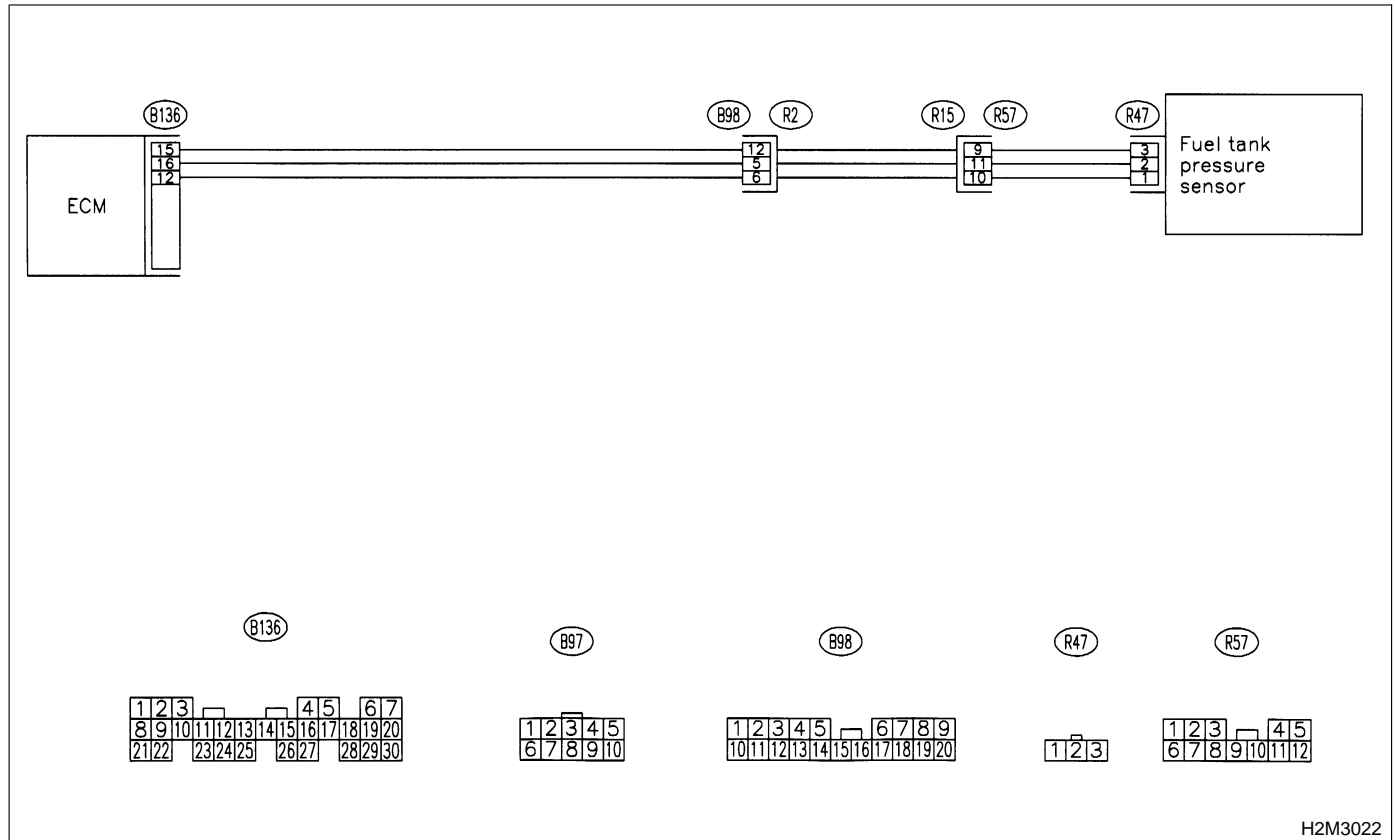 B136 B98 R2 R15 R57 R47
15 12 9 3
16 5 11 2
12 6 10 1
ECM
Fuel tank
pressure
sensor
B136 B97 B98 R47 R57
1 2 3 4 5 6 7
8 9 10 11 12 13 14 15 16 17 18 19 20
21 22 23 24 25 26 27 28 29 30
1 2 3 4 5
6 7 8 9 10
1 2 3 4 5 6 7 8 9
10 11 12 13 14 15 16 17 18 19 20
1 2 3
1 2 3 4 5
6 7 8 9 10 11 12
H2M3022